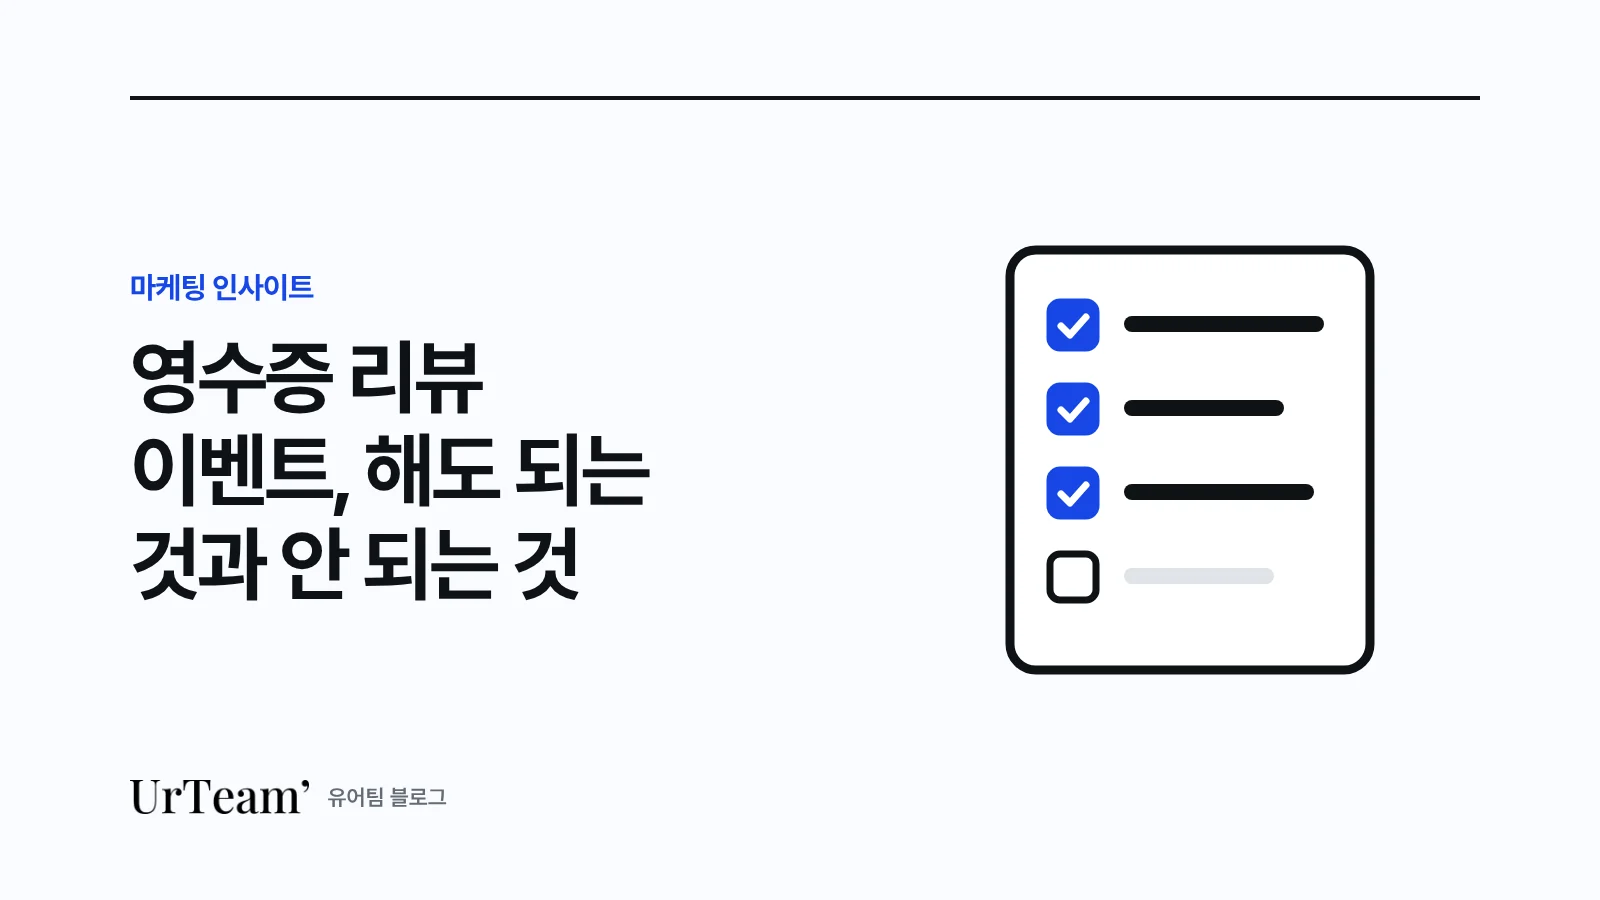 마케팅 인사이트
영수증 리뷰
이벤트, 해도 되는
것과 안 되는 것
UrTeam’ 유어팀 블로그